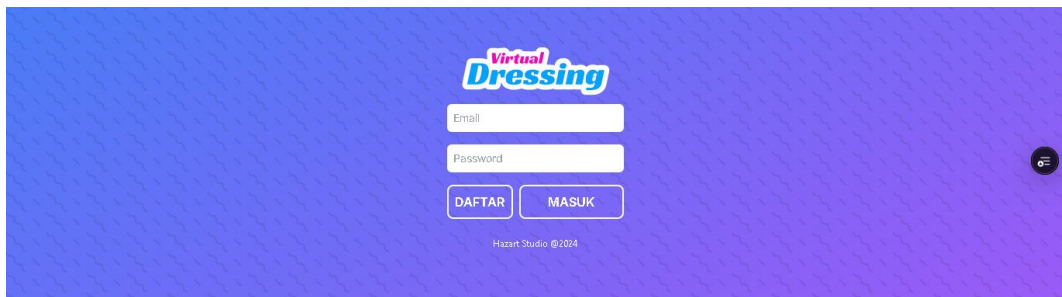 Virtual
Dressing
Email
Password
DAFTAR MASUK
Hazart Studio @2024